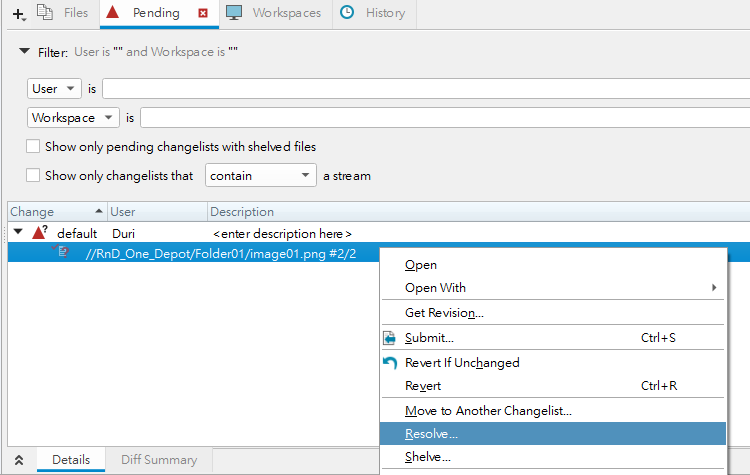 Files Pending Workspaces History
Filter: User is "" and Workspace is ""
User is
Workspace is
Show only pending changelists with shelved files
Show only changelists that contain a stream
Change User Description
default Duri <enter description here>
//RnD_One_Depot/Folder01/image01.png #2/2
Open
Open With
Get Revision...
Submit... Ctrl+S
Revert If Unchanged
Revert Ctrl+R
Move to Another Changelist...
Resolve...
Shelve...
Details Diff Summary